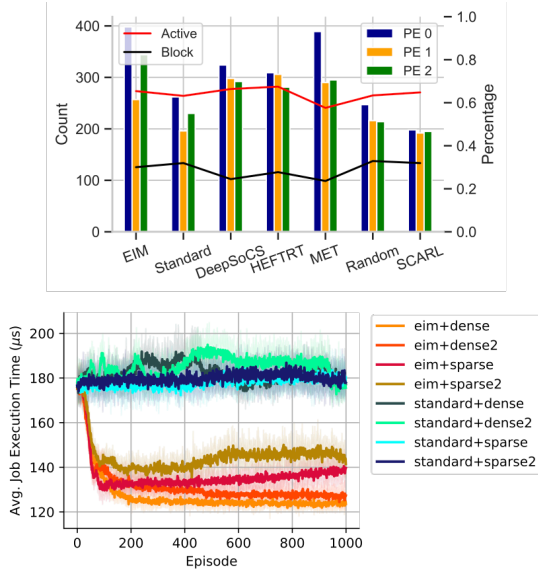 Active
Block
PE 0
PE 1
PE 2
400
300
200
100
0
Count
1.0
0.8
0.6
0.4
0.2
0.0
Percentage
EIM
Standard
DeepSoCS
HEFTRT
MET
Random
SCARL
200
180
160
140
120
Avg. Job Execution Time (μs)
0
200
400
600
800
1000
Episode
eim+dense
eim+dense2
eim+sparse
eim+sparse2
standard+dense
standard+dense2
standard+sparse
standard+sparse2